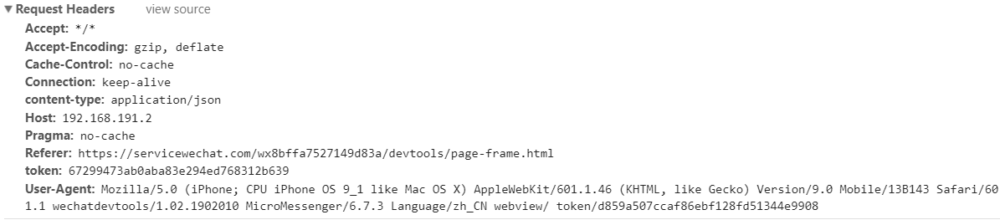 ▼Request Headers view source
Accept: */*
Accept-Encoding: gzip, deflate
Cache-Control: no-cache
Connection: keep-alive
content-type: application/json
Host: 192.168.191.2
Pragma: no-cache
Referer: https://servicewechat.com/wx8bffa7527149d83a/devtools/page-frame.html
token: 67299473ab0aba83e294ed768312b639
User-Agent: Mozilla/5.0 (iPhone; CPU iPhone OS 9_1 like Mac OS X) AppleWebKit/601.1.46 (KHTML, like Gecko) Version/9.0 Mobile/13B143 Safari/60
1.1 wechatdevtools/1.02.1902010 MicroMessenger/6.7.3 Language/zh_CN webview/ token/d859a507ccaf86ebf128fd51344e9908